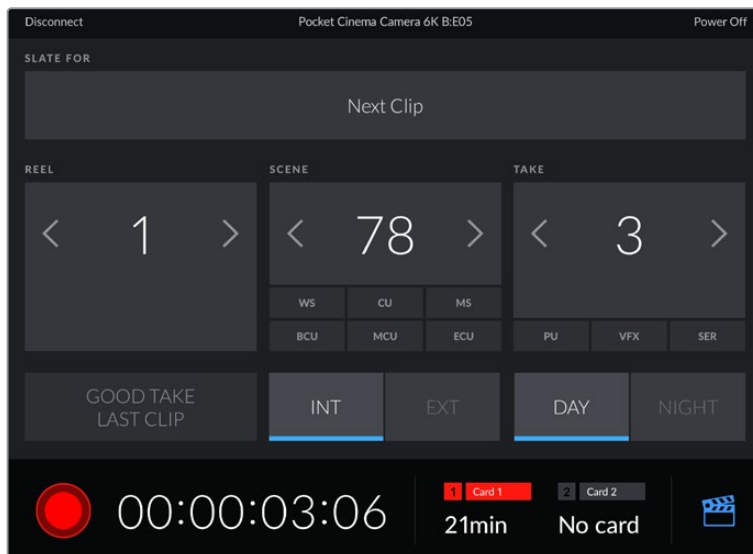 Disconnect Pocket Cinema Camera 6K B:E05 Power Off
SLATE FOR
Next Clip
REEL SCENE TAKE
< 1 > < 78 > < 3 >
WS CU MS
BCU MCU ECU PU VFX SER
GOOD TAKE
LAST CLIP
INT EXT DAY NIGHT
00:00:03:06
1 Card 1 2 Card 2
21min No card